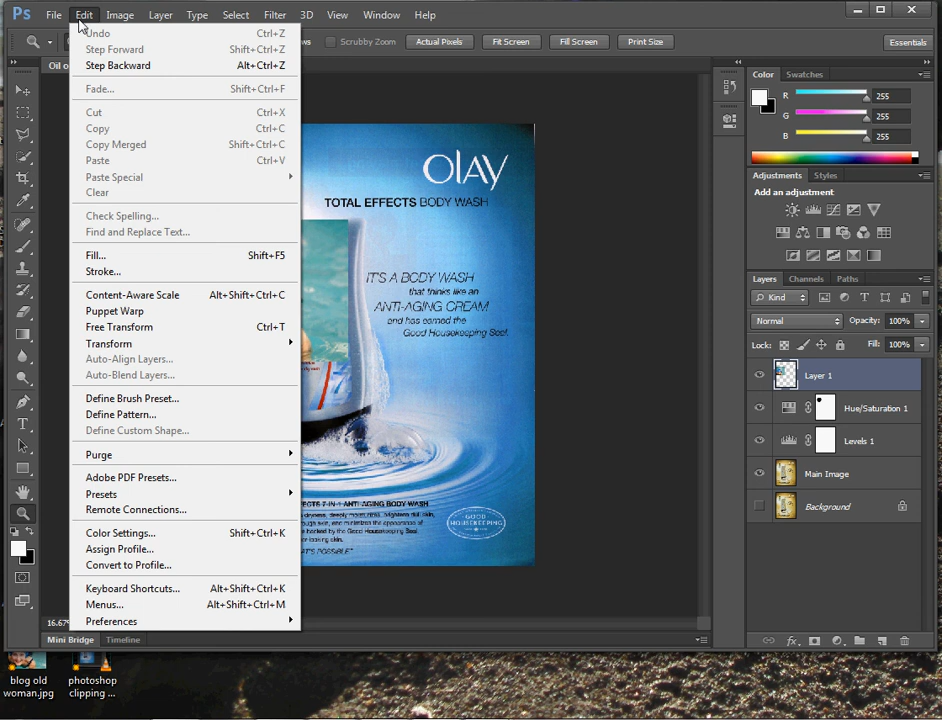 Ps File Edit Image Layer Type Select Filter 3D View Window Help
Scrubby Zoom Actual Pixels Fit Screen Fill Screen Print Size Essentials
Undo Ctrl+Z
Step Forward Shift+Ctrl+Z
Step Backward Alt+Ctrl+Z
Fade... Shift+Ctrl+F
Cut Ctrl+X
Copy Ctrl+C
Copy Merged Shift+Ctrl+C
Paste Ctrl+V
Paste Special
Clear
Check Spelling...
Find and Replace Text...
Fill... Shift+F5
Stroke...
Content-Aware Scale Alt+Shift+Ctrl+C
Puppet Warp
Free Transform Ctrl+T
Transform
Auto-Align Layers...
Auto-Blend Layers...
Define Brush Preset...
Define Pattern...
Define Custom Shape...
Purge
Adobe PDF Presets...
Presets
Remote Connections...
Color Settings... Shift+Ctrl+K
Assign Profile...
Convert to Profile...
Keyboard Shortcuts... Alt+Shift+Ctrl+K
Menus... Alt+Shift+Ctrl+M
Preferences
OLAY
TOTAL EFFECTS BODY WASH
IT'S A BODY WASH
that thinks like an
ANTI-AGING CREAM
and has earned the
Good Housekeeping Seal.
7-IN-1 ANTI-AGING BODY WASH
GOOD
HOUSEKEEPING
Color Swatches
R 255
G 255
B 255
Adjustments Styles
Add an adjustment
Layers Channels Paths
Kind
Normal Opacity: 100%
Lock: Fill: 100%
Layer 1
Hue/Saturation 1
Levels 1
Main Image
Background
Mini Bridge Timeline
blog old
woman.jpg
photoshop
clipping ...